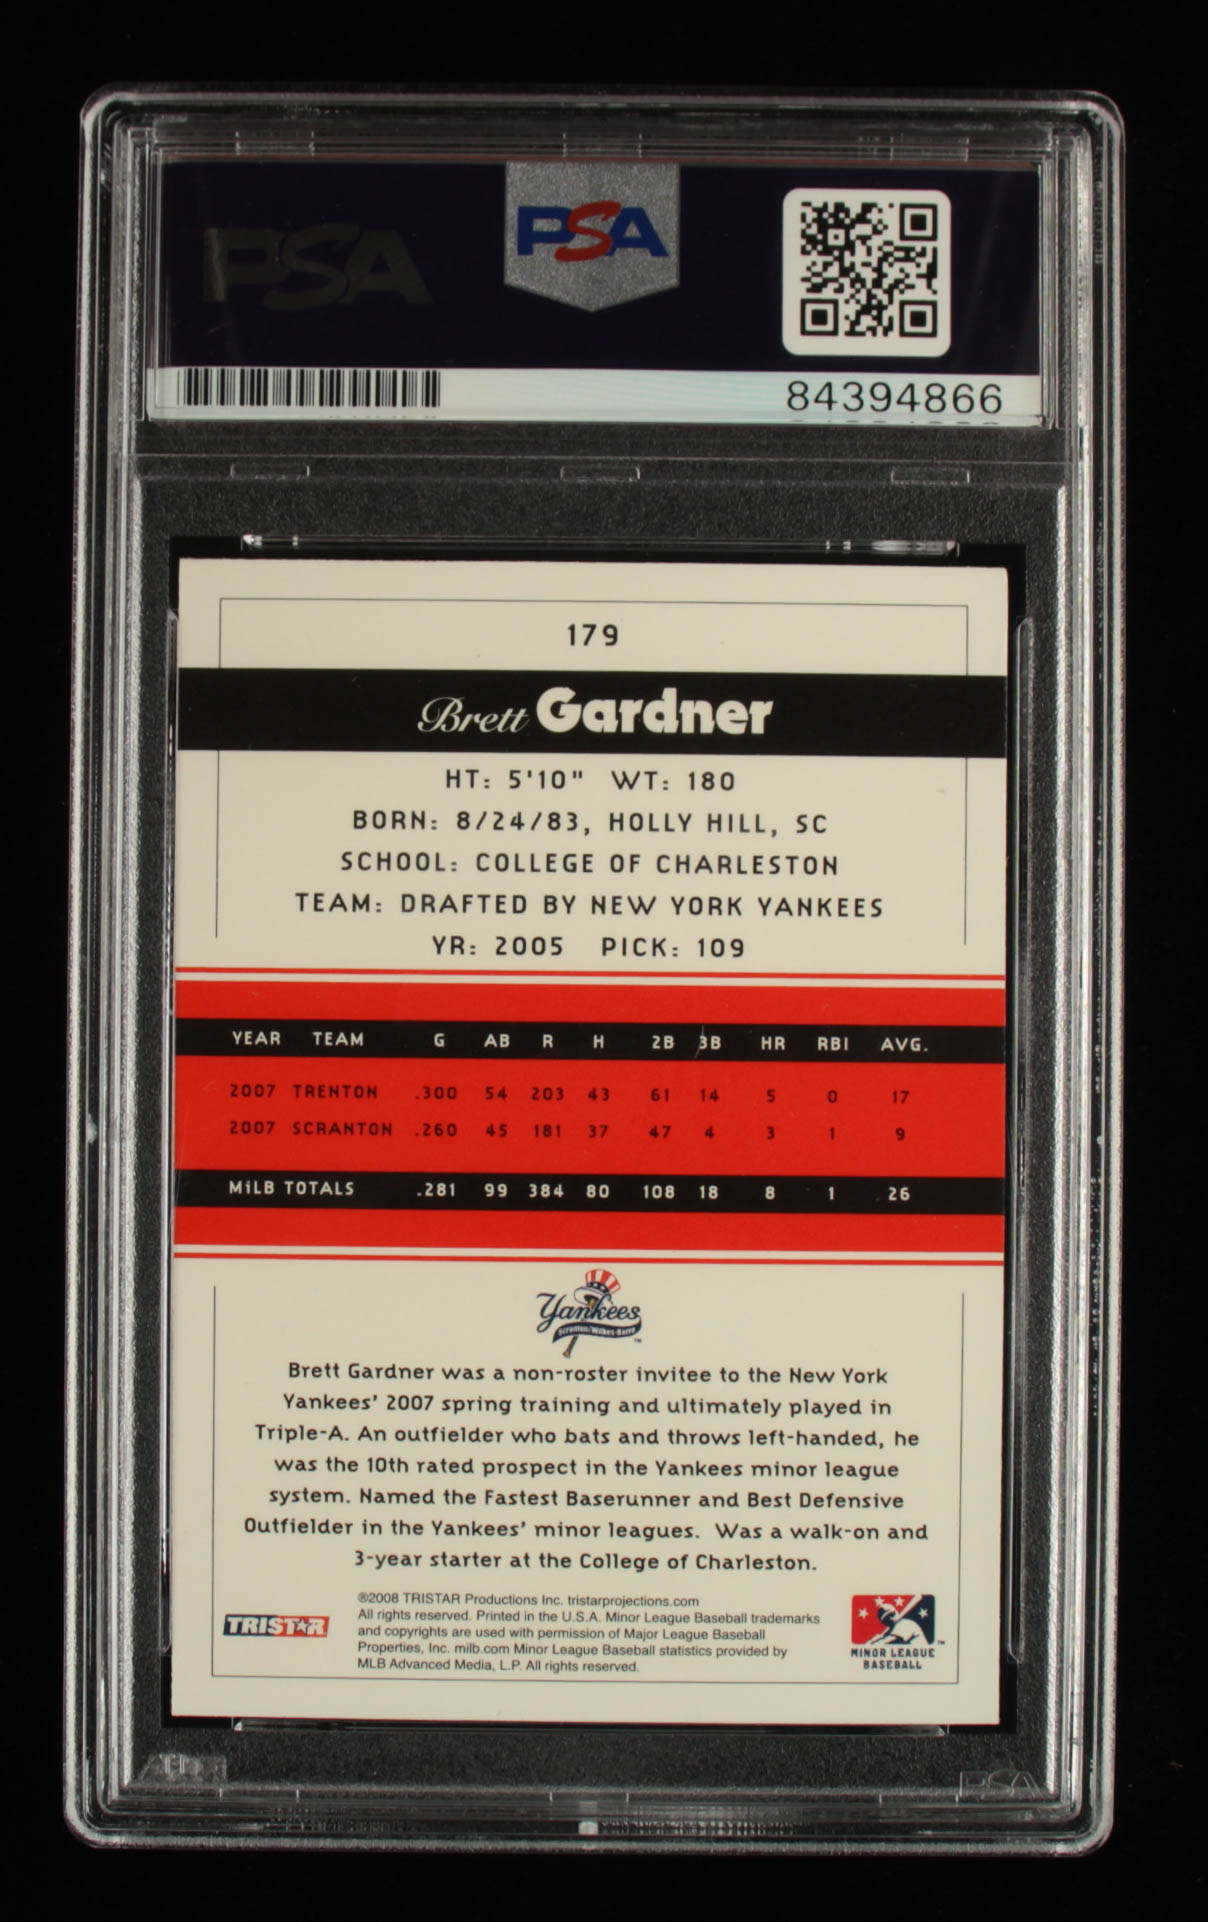 PSA
PSA
84394866
179
Brett Gardner
HT: 5'10" WT: 180
BORN: 8/24/83, HOLLY HILL, SC
SCHOOL: COLLEGE OF CHARLESTON
TEAM: DRAFTED BY NEW YORK YANKEES
YR: 2005 PICK: 109
YEAR TEAM G AB R H 2B 3B HR RBI AVG.
2007 TRENTON .300 54 203 43 61 14 5 0 17
2007 SCRANTON .260 45 181 37 47 4 3 1 9
MiLB TOTALS .281 99 384 80 108 18 8 1 26
Yankees
Scranton/Wilkes-Barre
Brett Gardner was a non-roster invitee to the New York
Yankees' 2007 spring training and ultimately played in
Triple-A. An outfielder who bats and throws left-handed, he
was the 10th rated prospect in the Yankees minor league
system. Named the Fastest Baserunner and Best Defensive
Outfielder in the Yankees' minor leagues. Was a walk-on and
3-year starter at the College of Charleston.
TRISTAR
®2008 TRISTAR Productions Inc. tristarprojections.com
All rights reserved. Printed in the U.S.A. Minor League Baseball trademarks
and copyrights are used with permission of Major League Baseball
Properties, Inc. milb.com Minor League Baseball statistics provided by
MLB Advanced Media, L.P. All rights reserved.
MINOR LEAGUE
BASEBALL
PSA